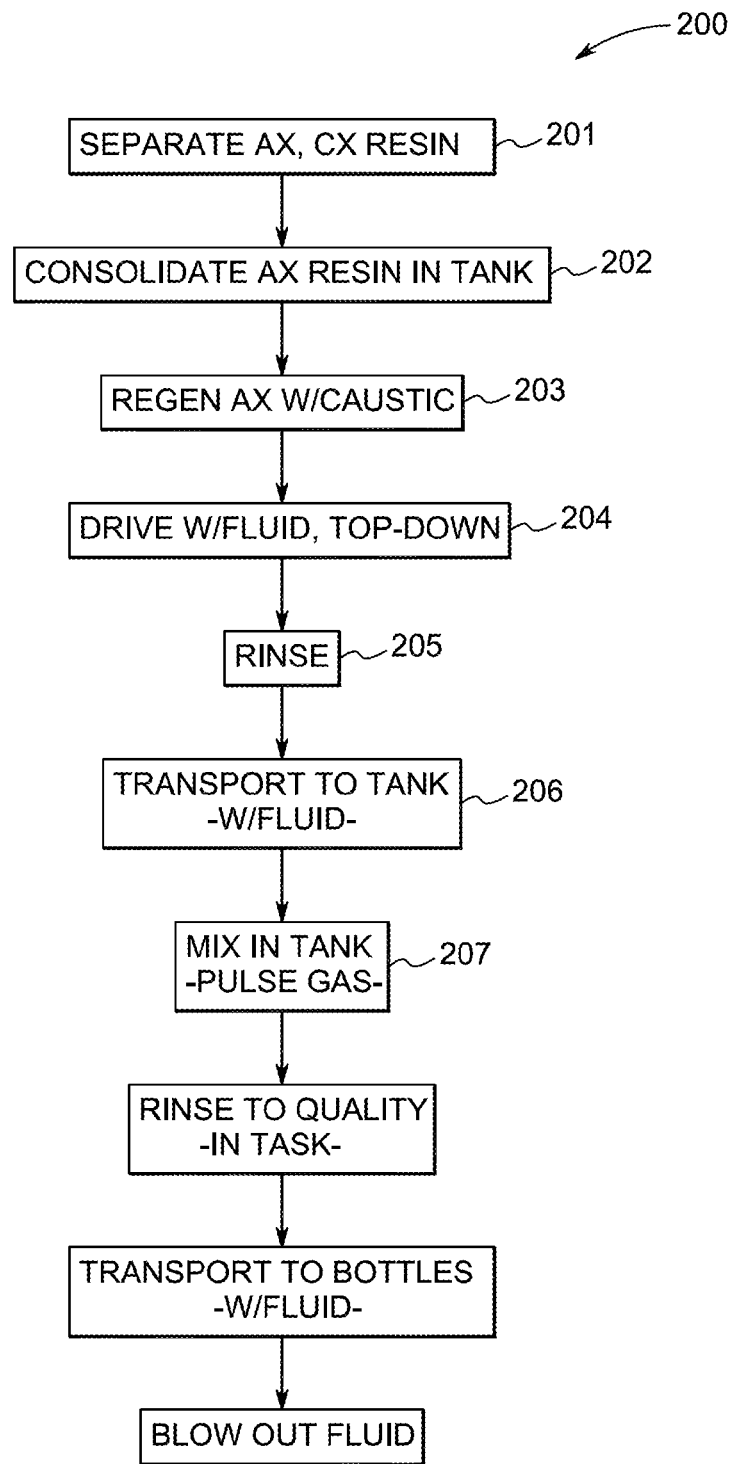 200
SEPARATE AX, CX RESIN 201
CONSOLIDATE AX RESIN IN TANK 202
REGEN AX W/CAUSTIC 203
DRIVE W/FLUID, TOP-DOWN 204
RINSE 205
TRANSPORT TO TANK
-W/FLUID- 206
MIX IN TANK
-PULSE GAS- 207
RINSE TO QUALITY
-IN TASK-
TRANSPORT TO BOTTLES
-W/FLUID-
BLOW OUT FLUID